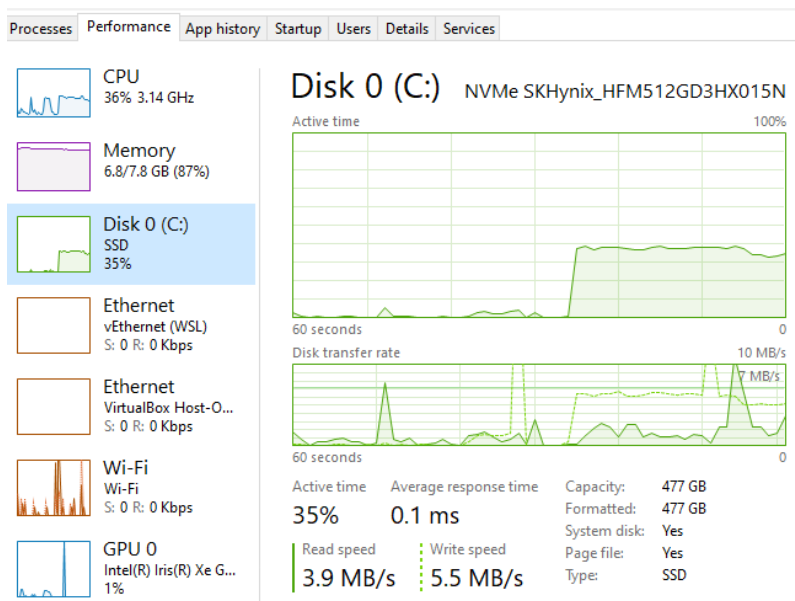 Processes Performance App history Startup Users Details Services
CPU
36% 3.14 GHz
Memory
6.8/7.8 GB (87%)
Disk 0 (C:)
SSD
35%
Ethernet
vEthernet (WSL)
S: 0 R: 0 Kbps
Ethernet
VirtualBox Host-O...
S: 0 R: 0 Kbps
Wi-Fi
Wi-Fi
S: 0 R: 0 Kbps
GPU 0
Intel(R) Iris(R) Xe G...
1%
Disk 0 (C:) NVMe SKHynix_HFM512GD3HX015N
Active time 100%
60 seconds 0
Disk transfer rate 10 MB/s
7 MB/s
60 seconds 0
Active time Average response time
35% 0.1 ms
Read speed Write speed
3.9 MB/s 5.5 MB/s
Capacity: 477 GB
Formatted: 477 GB
System disk: Yes
Page file: Yes
Type: SSD